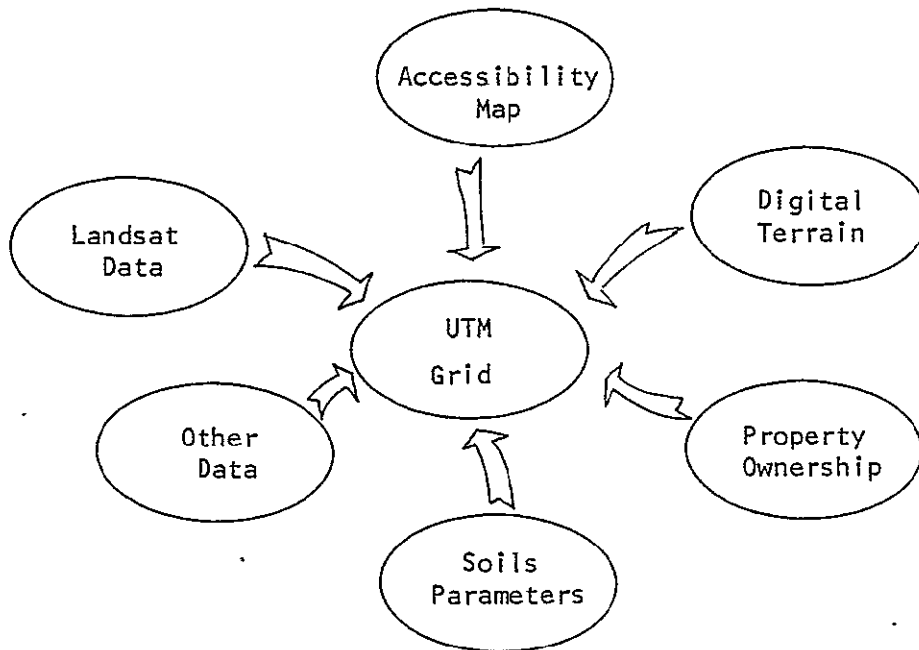 Accessibility
Map
Landsat
Data
Digital
Terrain
UTM
Grid
Other
Data
Property
Ownership
Soils
Parameters